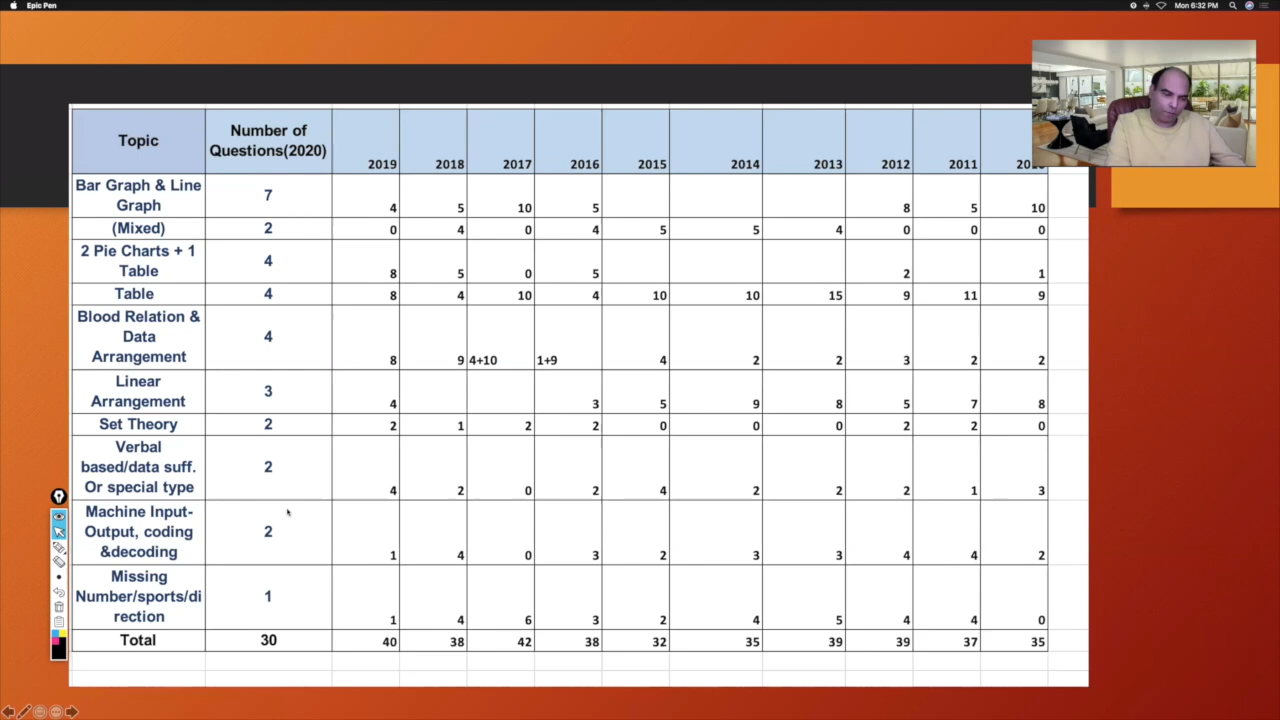 Epic Pen Mon 6:32 PM
Topic Number of Questions(2020) 2019 2018 2017 2016 2015 2014 2013 2012 2011
Bar Graph & Line Graph 7 4 5 10 5 8 5 10
(Mixed) 2 0 4 0 4 5 5 4 0 0 0
2 Pie Charts + 1 Table 4 8 5 0 5 2 1
Table 4 8 4 10 4 10 10 15 9 11 9
Blood Relation & Data Arrangement 4 8 9 4+10 1+9 4 2 2 3 2 2
Linear Arrangement 3 4 3 5 9 8 5 7 8
Set Theory 2 2 1 2 2 0 0 0 2 2 0
Verbal based/data suff. Or special type 2 4 2 0 2 4 2 2 2 1 3
Machine Input-Output, coding &decoding 2 1 4 0 3 2 3 3 4 4 2
Missing Number/sports/direction 1 1 4 6 3 2 4 5 4 4 0
Total 30 40 38 42 38 32 35 39 39 37 35